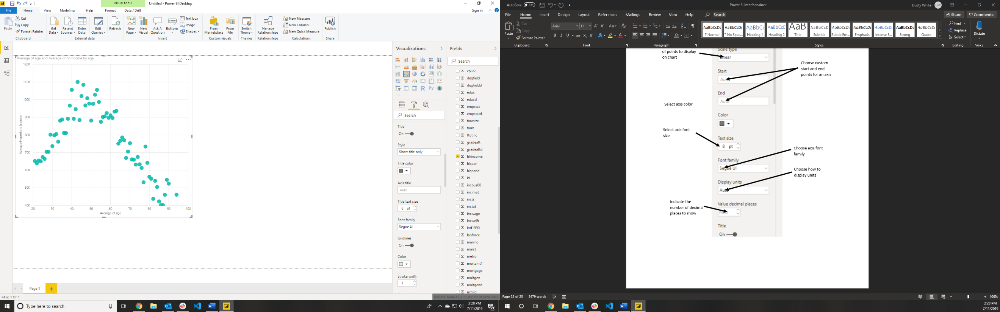 Visual tools
Untitled - Power BI Desktop
File Home View Modeling Help Format Data / Drill Sign in
Paste
Cut
Copy
Format Painter
Clipboard
Get Data
Recent Sources
Enter Data
Edit Queries
Refresh
External data
New Page
New Visual
Ask A Question
Buttons
Text box
Image
Shapes
Insert
From Marketplace
From File
Custom visuals
Switch Theme
Themes
Manage Relationships
Relationships
New Measure
New Column
New Quick Measure
Calculations
Publish
Share
Average of age and Average of hhincome by age
120K
110K
100K
90K
80K
70K
60K
50K
40K
Average Household Income
20 30 40 50 60 70 80 90 100
Average of age
Page 1
PAGE 1 OF 1
Visualizations
R Py
Search
Title
On
Style
Show title only
Title color
Axis title
Auto
Title text size
8 pt
Font family
Segoe UI
Gridlines
On
Color
Stroke width
1
Fields
Search
cpi99
degfield
degfieldd
educ
educd
empstat
empstatd
famsize
farm
ftotinc
gradeatt
gradeattd
hhincome
hispan
hispand
id
incbus00
incinvst
incss
inctot
incwage
incwelfr
ind1990
labforce
marrno
marst
metro
mortamt1
mortgage
multgen
multgend
nchild
UPDATE AVAILABLE (CLICK TO DOWNLOAD)
Type here to search
2:28 PM
7/11/2019
21
AutoSave Off
Power BI Interface.docx
Dusty White DW
File Home Insert Design Layout References Mailings Review View Help Search
Share Comments
Paste
Cut
Copy
Format Painter
Clipboard
Arial 11
Font
Paragraph
AaBbCcDc ¶ Normal
AaBbCcDc ¶ No Spac...
AaBbC( Heading 1
AaBbCcC Heading 2
AaB Title
AaBbCcD Subtitle
AaBbCcDc Subtle Em...
AaBbCcDc Emphasis
AaBbCcDc Intense E...
AaBbCcDc Strong
AaBbCcDc Quote
Styles
Find
Replace
Select
Editing
Dictate
Voice
of points to display
on chart
Scale type
Linear
Start
Auto
End
Auto
Choose custom
start and end
points for an axis
Select axis color
Color
Select axis font
size
Text size
8 pt
Choose axis font
family
Font family
Segoe UI
Choose how to
display units
Display units
Auto
Indicate the
number of decimal
places to show
Value decimal places
Auto
Title
On
Page 25 of 25 2479 words
100%
2:28 PM
7/11/2019